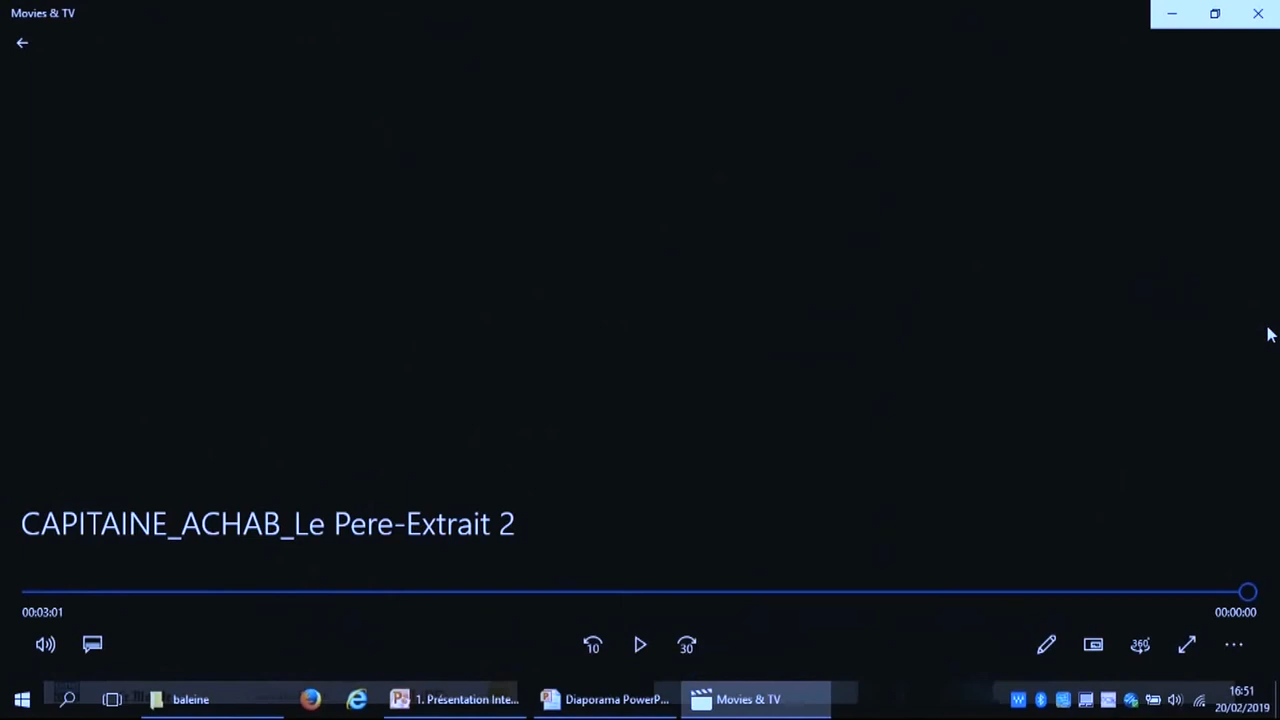 Movies & TV
CAPITAINE_ACHAB_Le Pere-Extrait 2
00:03:01
00:00:00
10
30
360
baleine
1. Présentation Inte...
Diaporama PowerP...
Movies & TV
16:51
20/02/2019